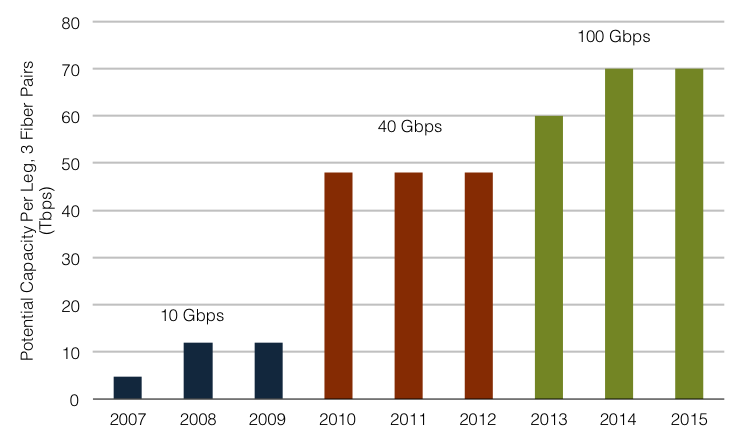 80
100 Gbps
70
60
40 Gbps
50
40
30
20
10 Gbps
10
0
Potential Capacity Per Leg, 3 Fiber Pairs
(Tbps)
2007 2008 2009 2010 2011 2012 2013 2014 2015